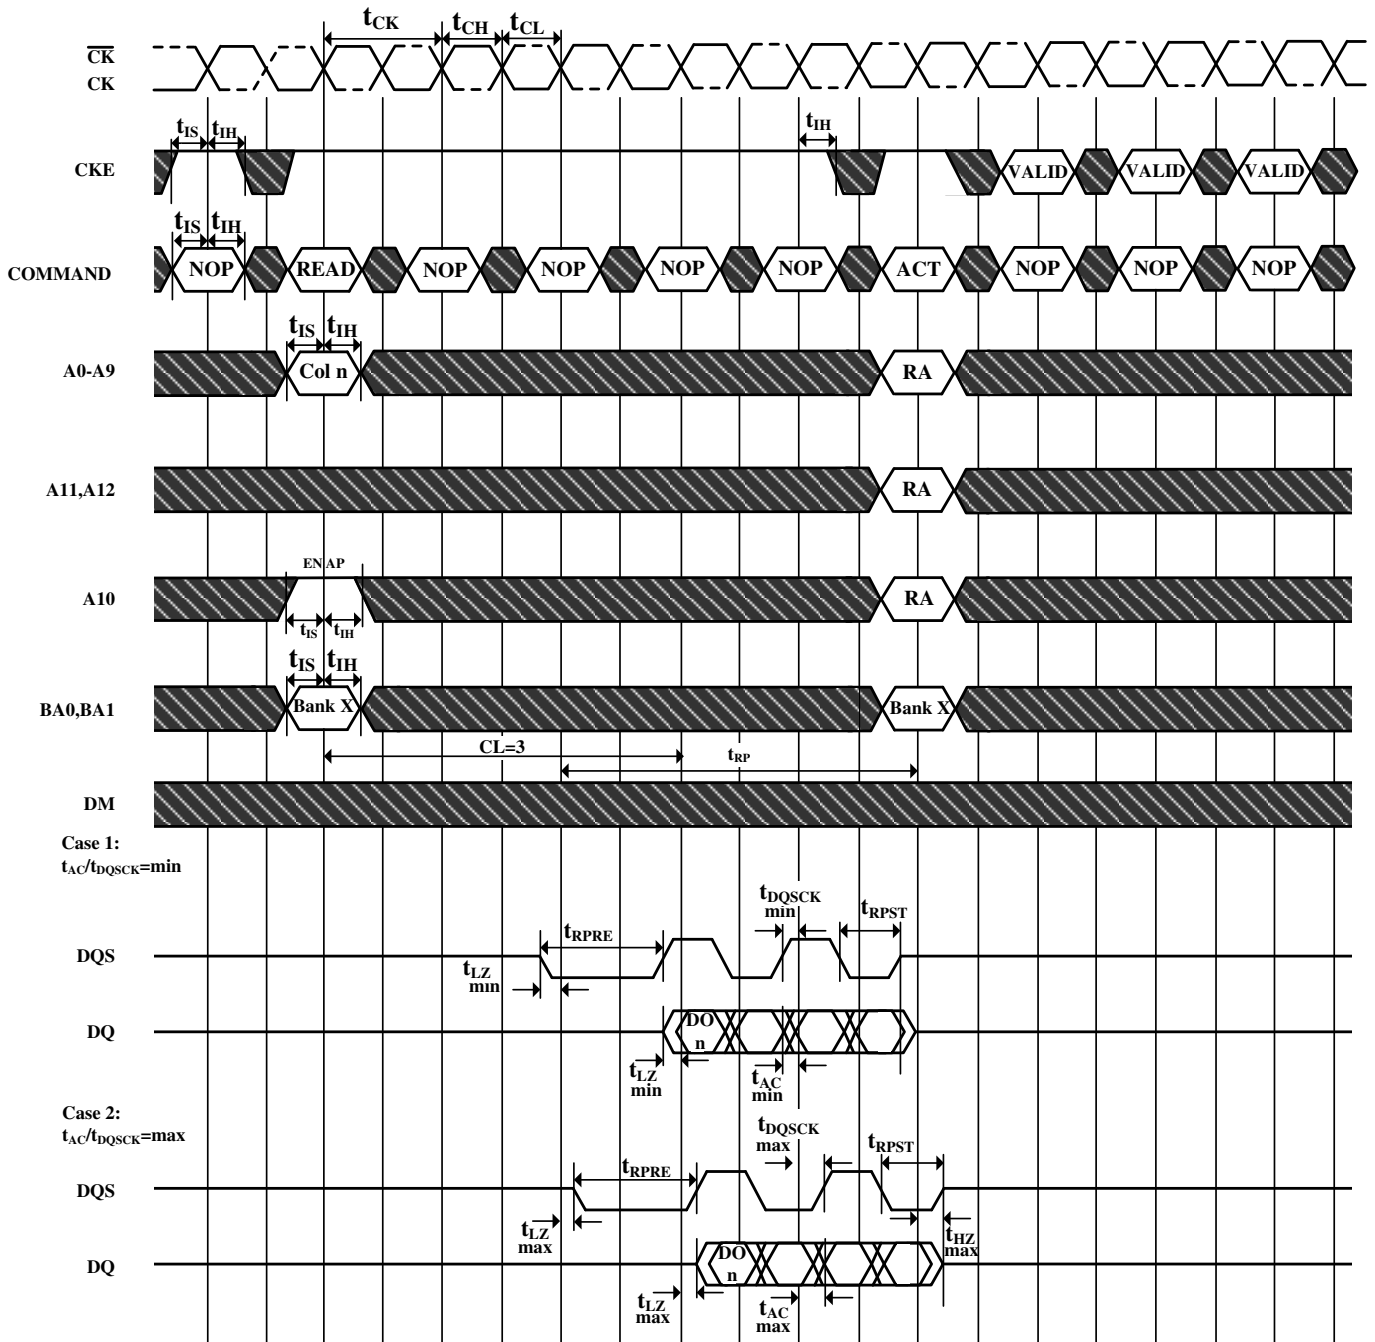 tCK tCH tCL
CK
CK
tIS tIH tIH
CKE VALID VALID VALID
tIS tIH
COMMAND NOP READ NOP NOP NOP NOP ACT NOP NOP NOP
tIS tIH
A0-A9 Col n RA
A11,A12 RA
EN AP
A10 RA
tIS tIH
tIS tIH
BA0,BA1 Bank X Bank X
CL=3 tRP
DM
Case 1:
tAC/tDQSCK=min
tDQSCK min tRPST
tRPRE
DQS
tLZ min
DQ DO n
tLZ min tAC min
Case 2:
tAC/tDQSCK=max
tDQSCK max tRPST
tRPRE
DQS
tLZ max tHZ max
DQ DO n
tLZ max tAC max